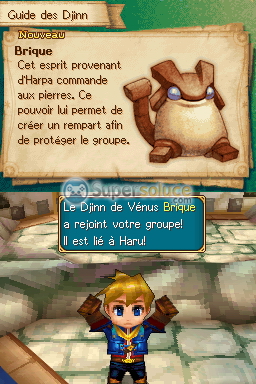 Guide des Djinn
Nouveau
Brique
Cet esprit provenant
d'Harpa commande
aux pierres. Ce
pouvoir lui permet de
créer un rempart afin
de protéger le groupe.
Supersoluce.com
Le Djinn de Vénus Brique
a rejoint votre groupe!
Il est lié à Haru!